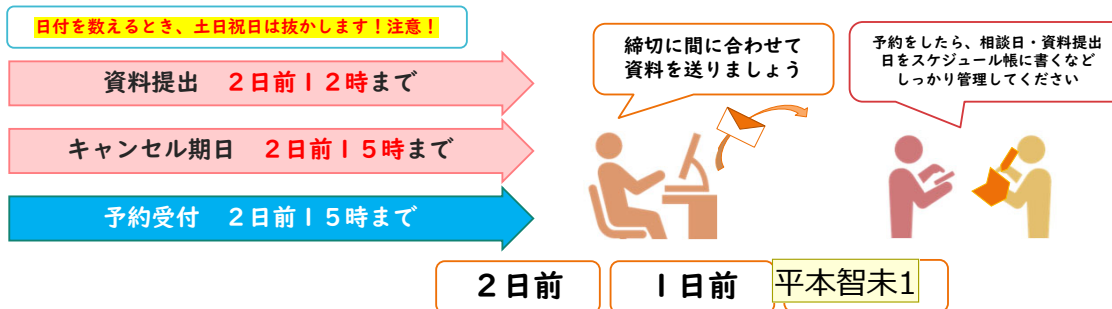 日付を数えるとき、土日祝日は抜かします！注意！
資料提出　２日前１２時まで
キャンセル期日　２日前１５時まで
予約受付　２日前１５時まで
締切に間に合わせて
資料を送りましょう
予約をしたら、相談日・資料提出
日をスケジュール帳に書くなど
しっかり管理してください
２日前
１日前
平本智未1